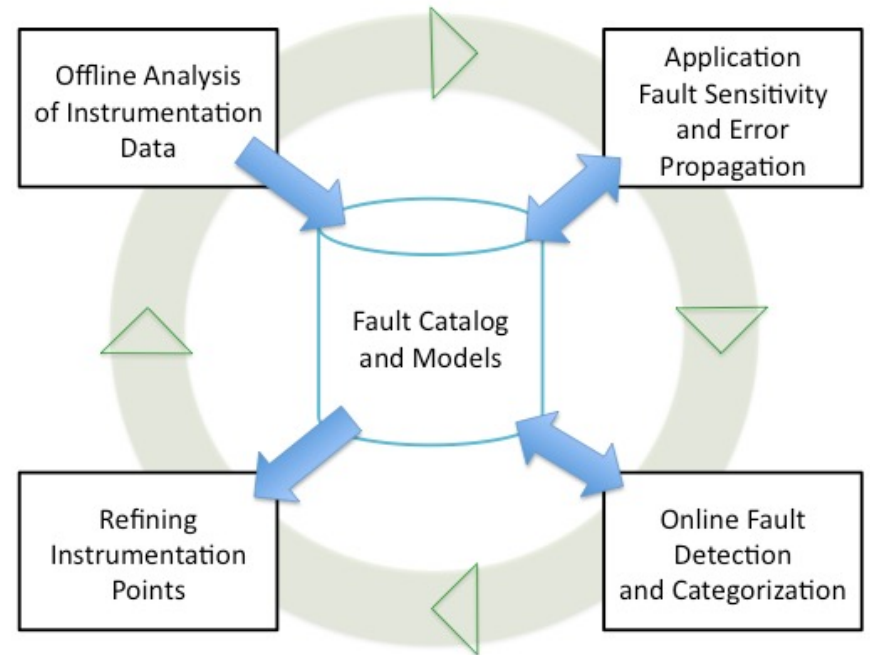 Offline Analysis
of Instrumentation
Data
Application
Fault Sensitivity
and Error
Propagation
Fault Catalog
and Models
Refining
Instrumentation
Points
Online Fault
Detection
and Categorization